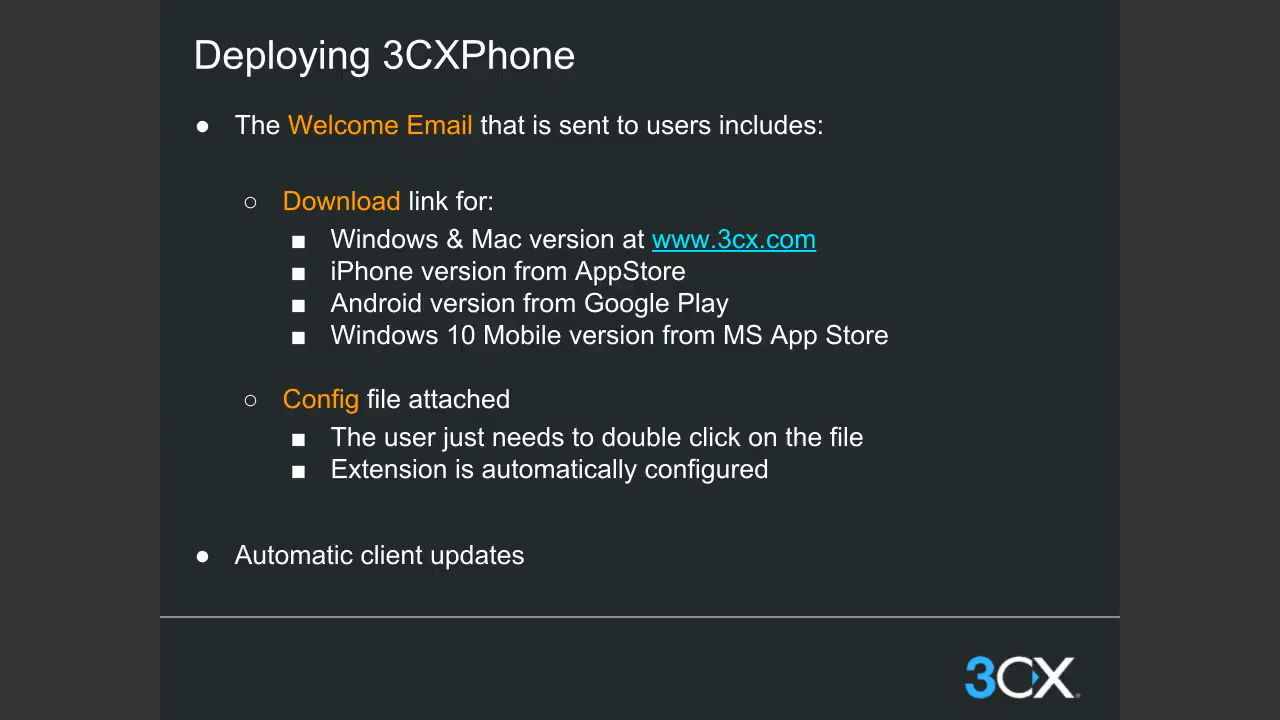 Deploying 3CXPhone
● The Welcome Email that is sent to users includes:
○ Download link for:
■ Windows & Mac version at www.3cx.com
■ iPhone version from AppStore
■ Android version from Google Play
■ Windows 10 Mobile version from MS App Store
○ Config file attached
■ The user just needs to double click on the file
■ Extension is automatically configured
● Automatic client updates
3CX